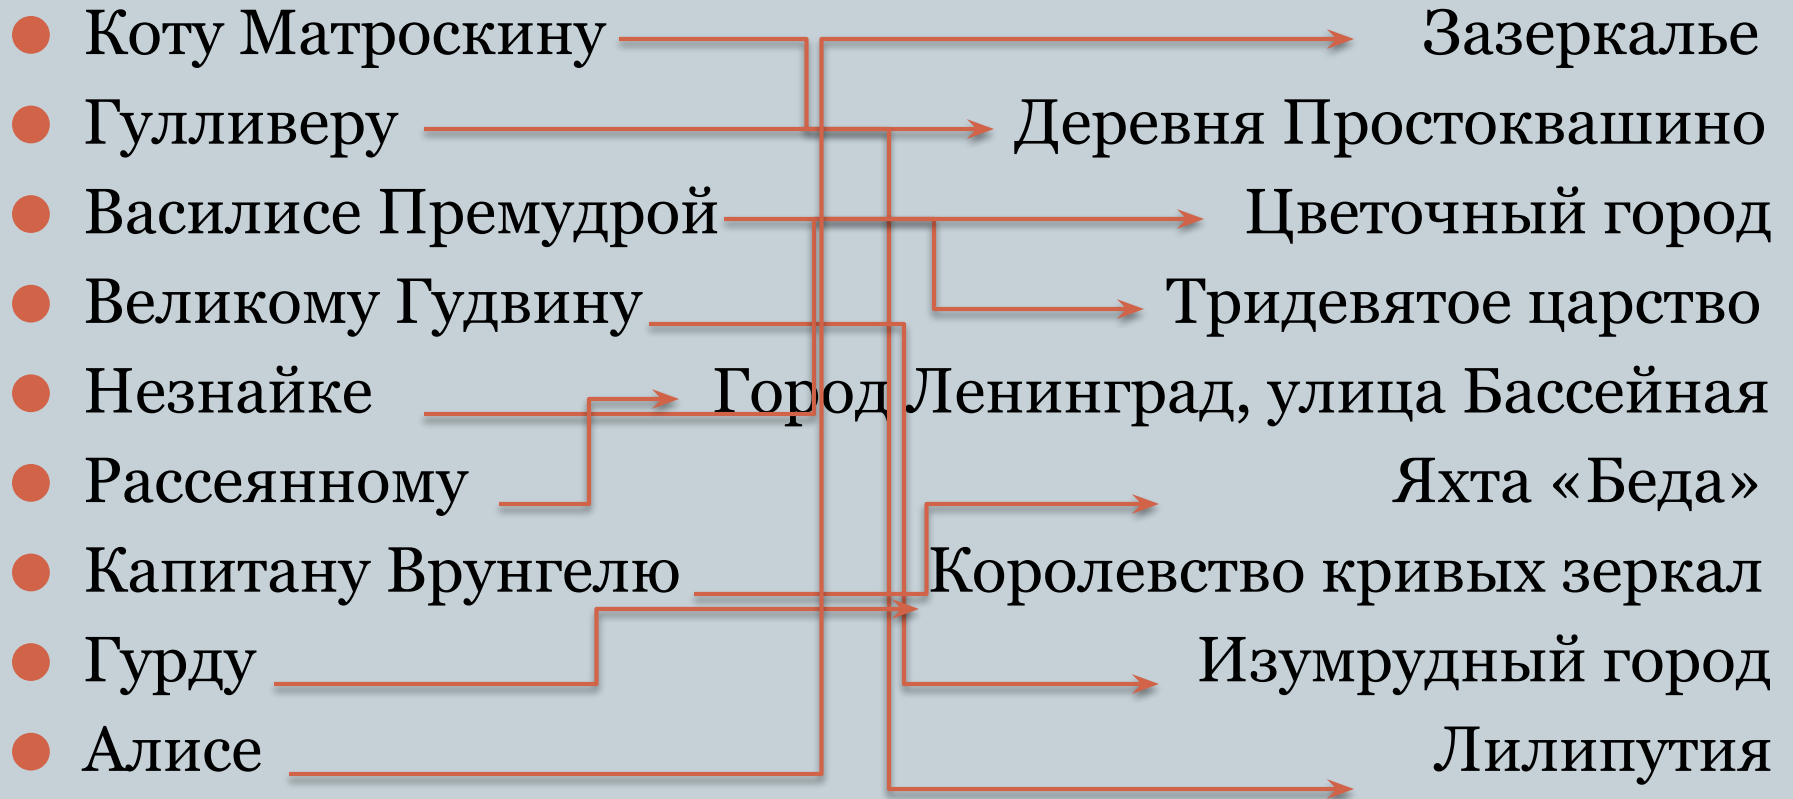 Коту Матроскину Зазеркалье
Гулливеру Деревня Простоквашино
Василисе Премудрой Цветочный город
Великому Гудвину Тридевятое царство
Незнайке Город Ленинград, улица Бассейная
Рассеянному Яхта «Беда»
Капитану Врунгелю Королевство кривых зеркал
Гурду Изумрудный город
Алисе Лилипутия